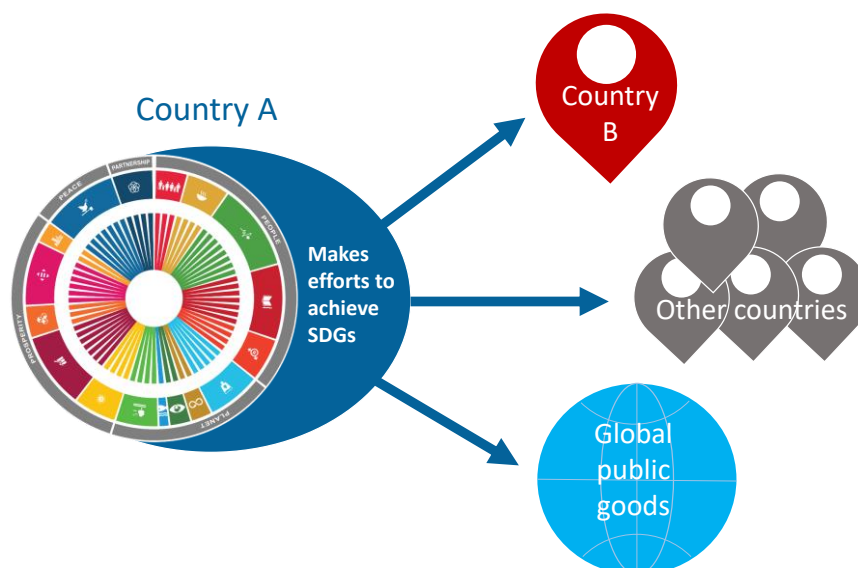 Country A
Country
B
PARTNERSHIP
PEACE
PEOPLE
Makes
efforts to
achieve
SDGs
Other countries
PROSPERITY
PLANET
Global
public
goods